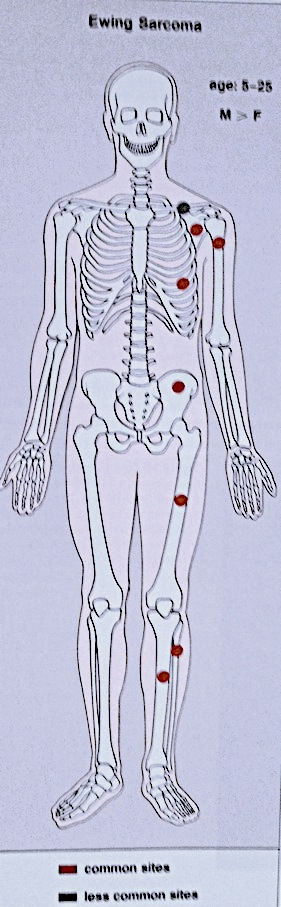 Ewing Sarcoma
age: 5-25
M > F
common sites
less common sites